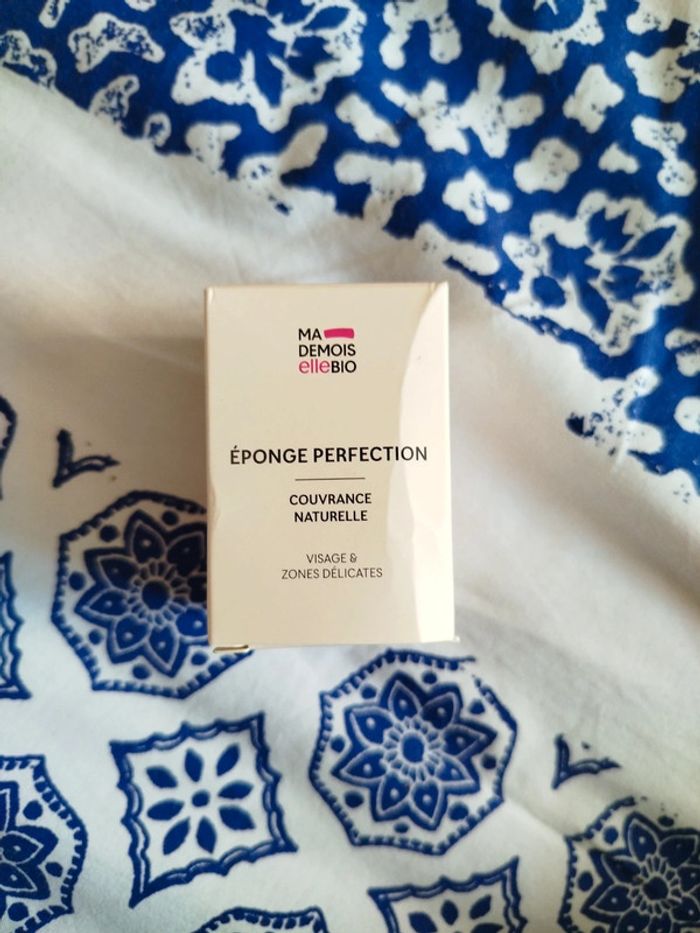 MA
DEMOIS
elleBIO
ÉPONGE PERFECTION
COUVRANCE
NATURELLE
VISAGE &
ZONES DÉLICATES